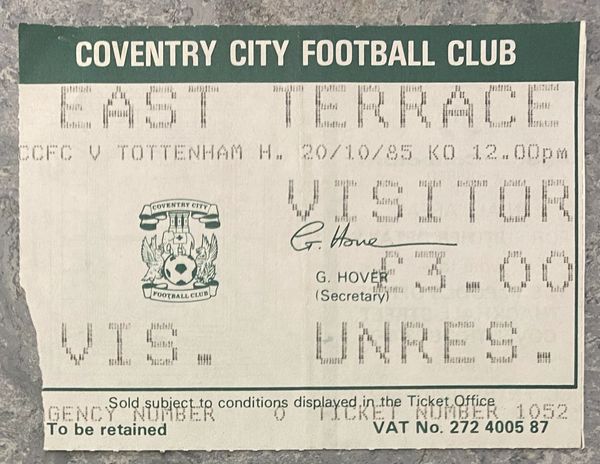 COVENTRY CITY FOOTBALL CLUB
EAST TERRACE
CCFC V TOTTENHAM H. 20/10/85 KO 12.00pm
VISITOR
COVENTRY CITY
FOOTBALL CLUB
G. Hover
G. HOVER £3.00
(Secretary)
VIS. UNRES.
Sold subject to conditions displayed in the Ticket Office
GENCY NUMBER 0 TICKET NUMBER 1052
To be retained VAT No. 272 4005 87